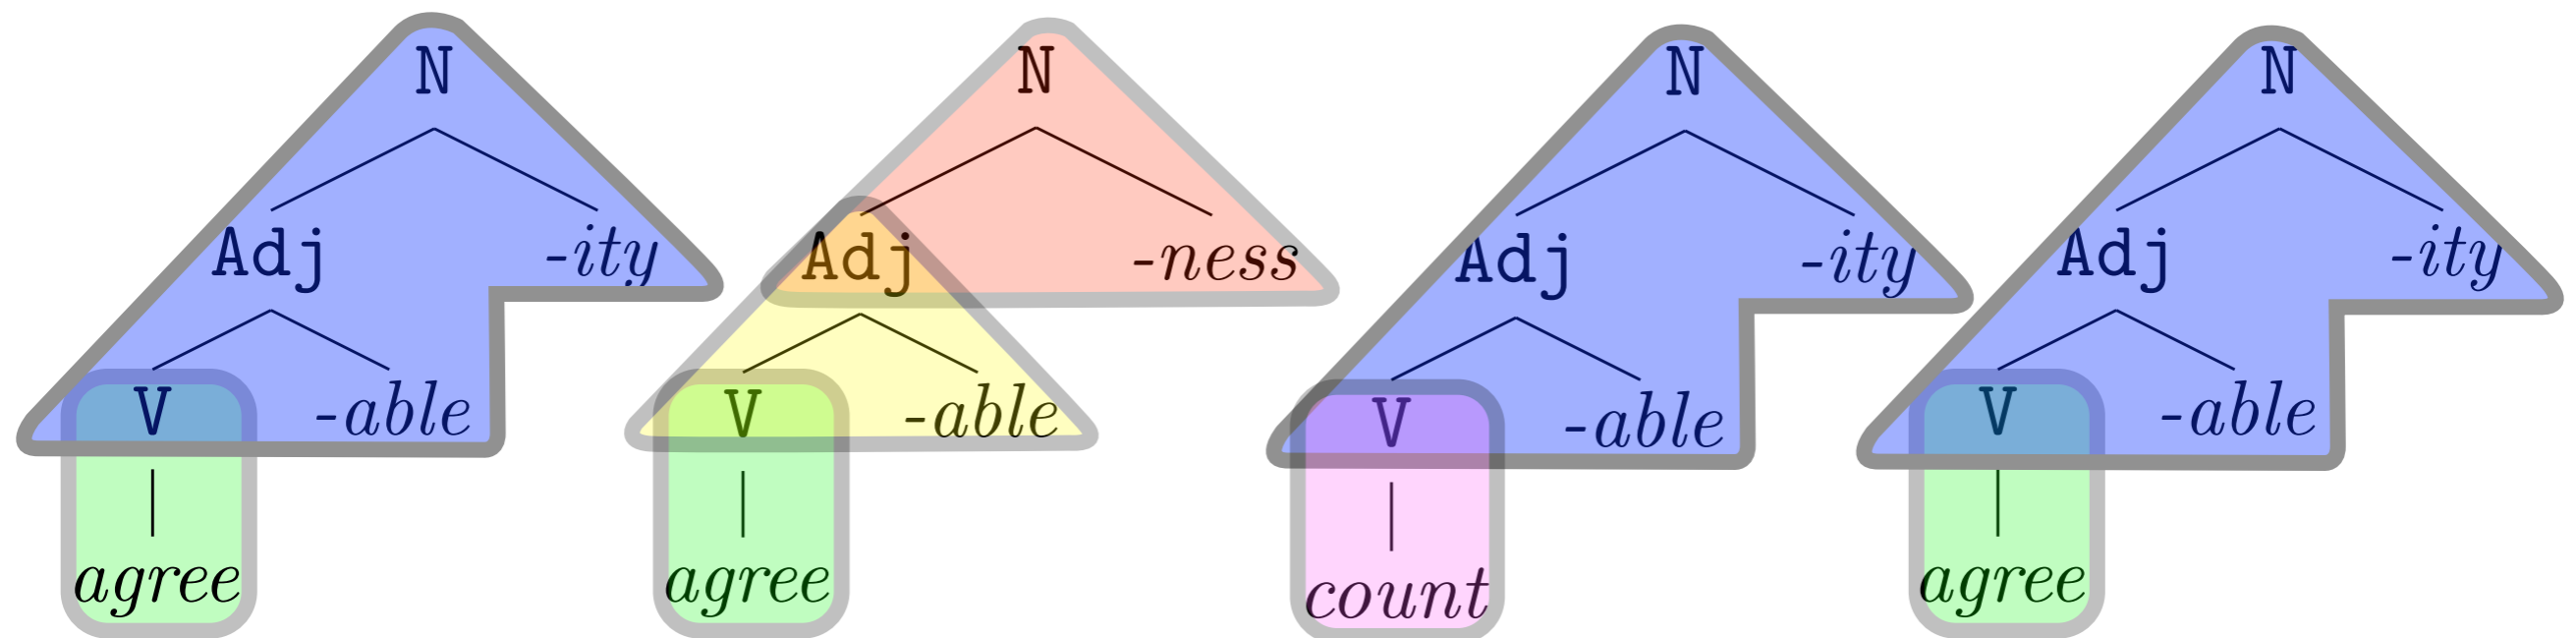 N N N N
Adj -ity Adj -ness Adj -ity Adj -ity
V -able V -able V -able V -able
agree agree count agree